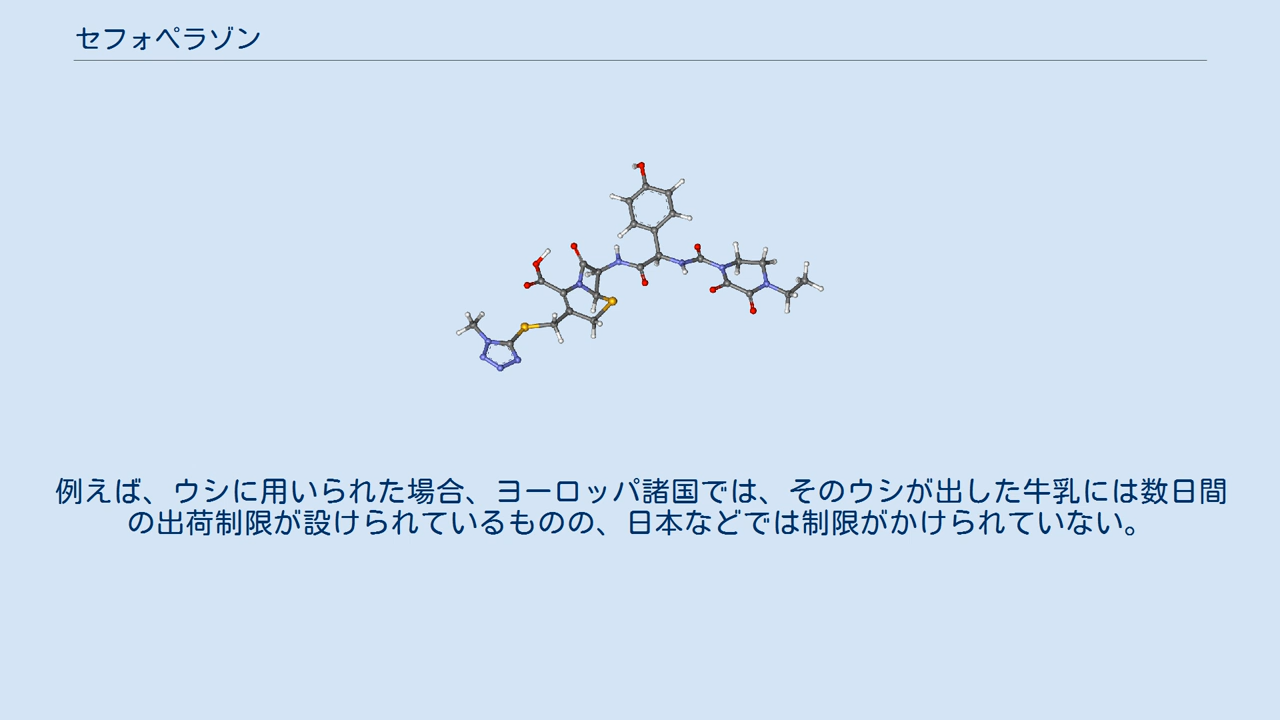 セフォペラゾン
例えば、ウシに用いられた場合、ヨーロッパ諸国では、そのウシが出した牛乳には数日間
の出荷制限が設けられているものの、日本などでは制限がかけられていない。